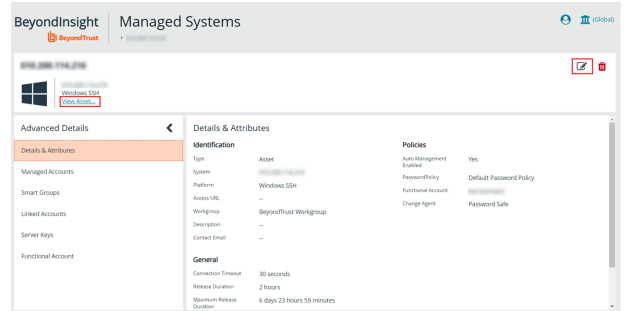 BeyondInsight
BeyondTrust
Managed Systems
(Global)
Windows SSH
View Asset...
Advanced Details
Details & Attributes
Managed Accounts
Smart Groups
Linked Accounts
Server Keys
Functional Account
Details & Attributes
Identification
Type Asset
System
Platform Windows SSH
Access URL --
Workgroup BeyondTrust Workgroup
Description --
Contact Email --
General
Connection Timeout 30 seconds
Release Duration 2 hours
Maximum Release Duration 6 days 23 hours 59 minutes
Policies
Auto Management Enabled Yes
PasswordPolicy Default Password Policy
Functional Account
Change Agent Password Safe